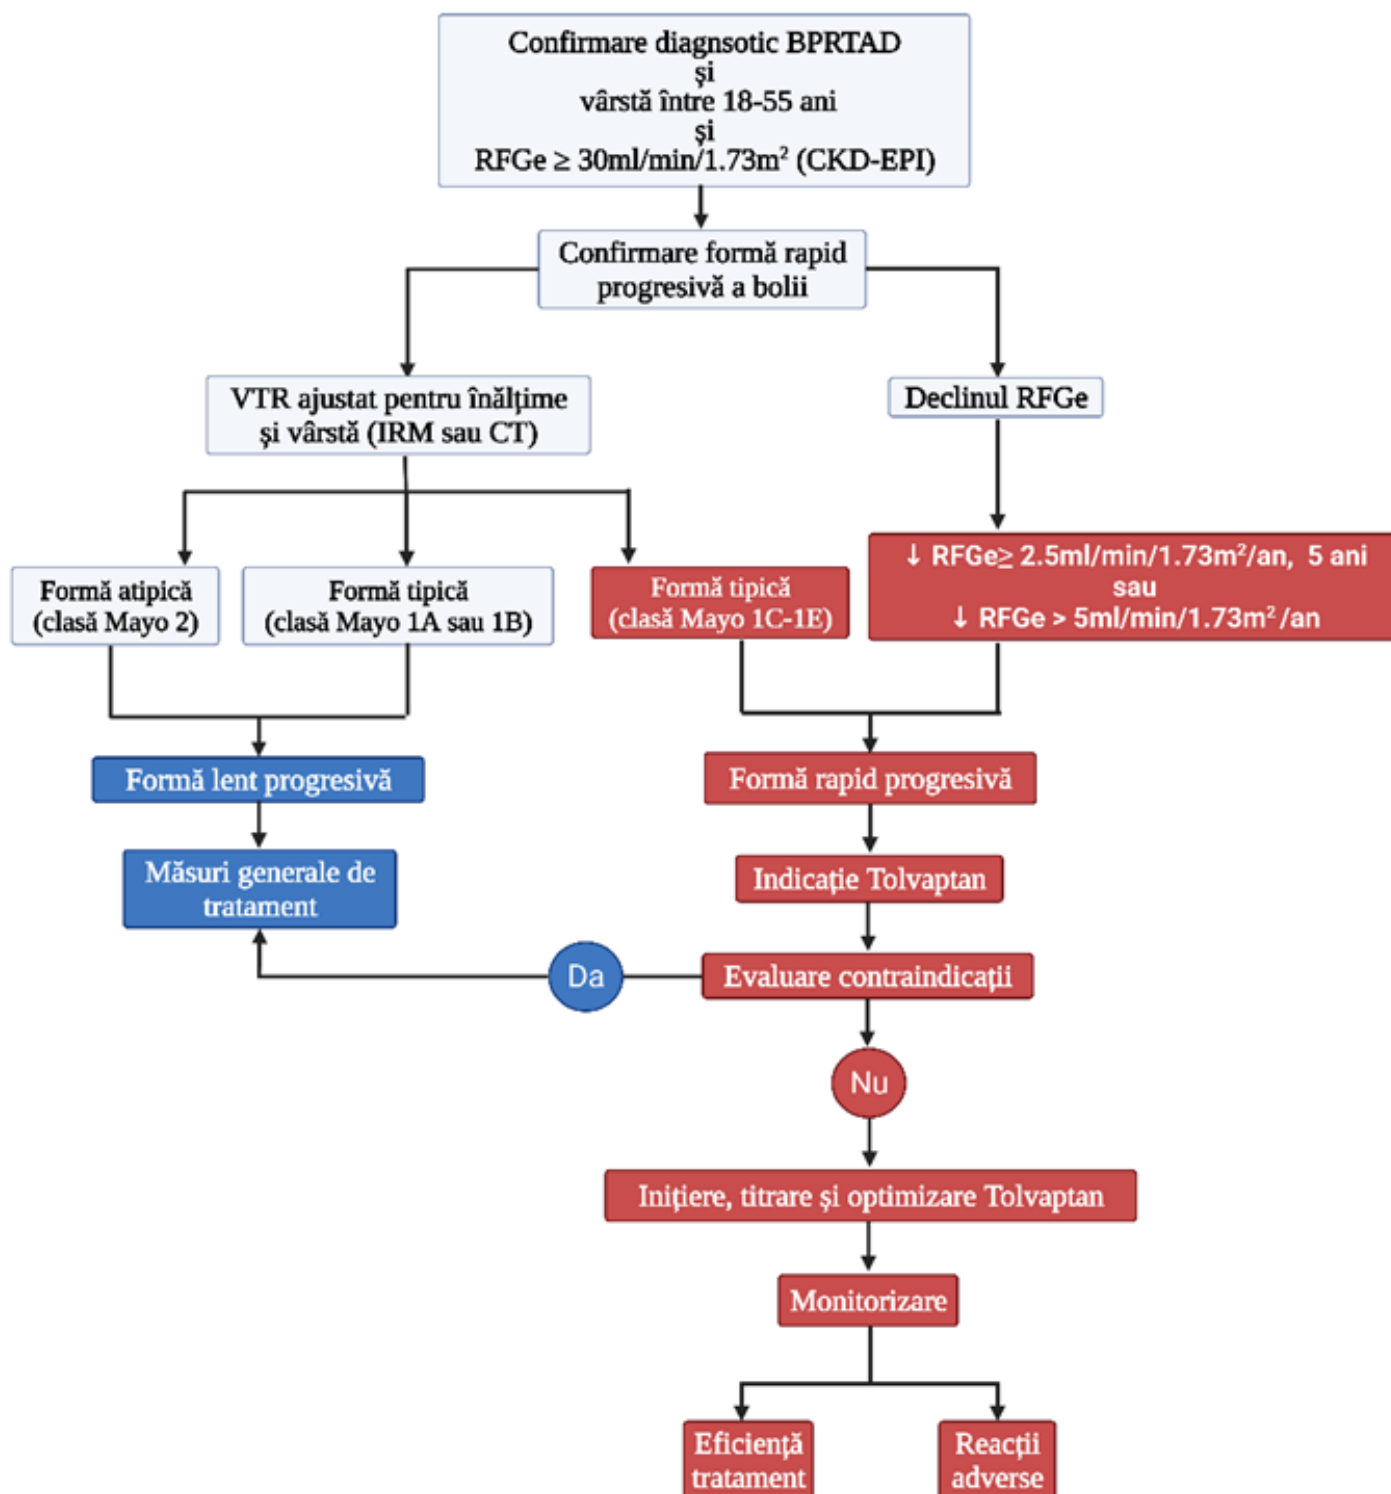 Confirmare diagnsotic BPRTAD
și
vârstă între 18-55 ani
și
RFGe ≥ 30ml/min/1.73m² (CKD-EPI)
Confirmare formă rapid
progresivă a bolii
VTR ajustat pentru înălțime
și vârstă (IRM sau CT)
Declinul RFGe
Formă atipică
(clasă Mayo 2)
Formă tipică
(clasă Mayo 1A sau 1B)
Formă tipică
(clasă Mayo 1C-1E)
↓ RFGe≥ 2.5ml/min/1.73m²/an, 5 ani
sau
↓ RFGe > 5ml/min/1.73m²/an
Formă lent progresivă
Formă rapid progresivă
Măsuri generale de
tratament
Indicație Tolvaptan
Da
Evaluare contraindicații
Nu
Inițiere, titrare și optimizare Tolvaptan
Monitorizare
Eficiență
tratament
Reacții
adverse